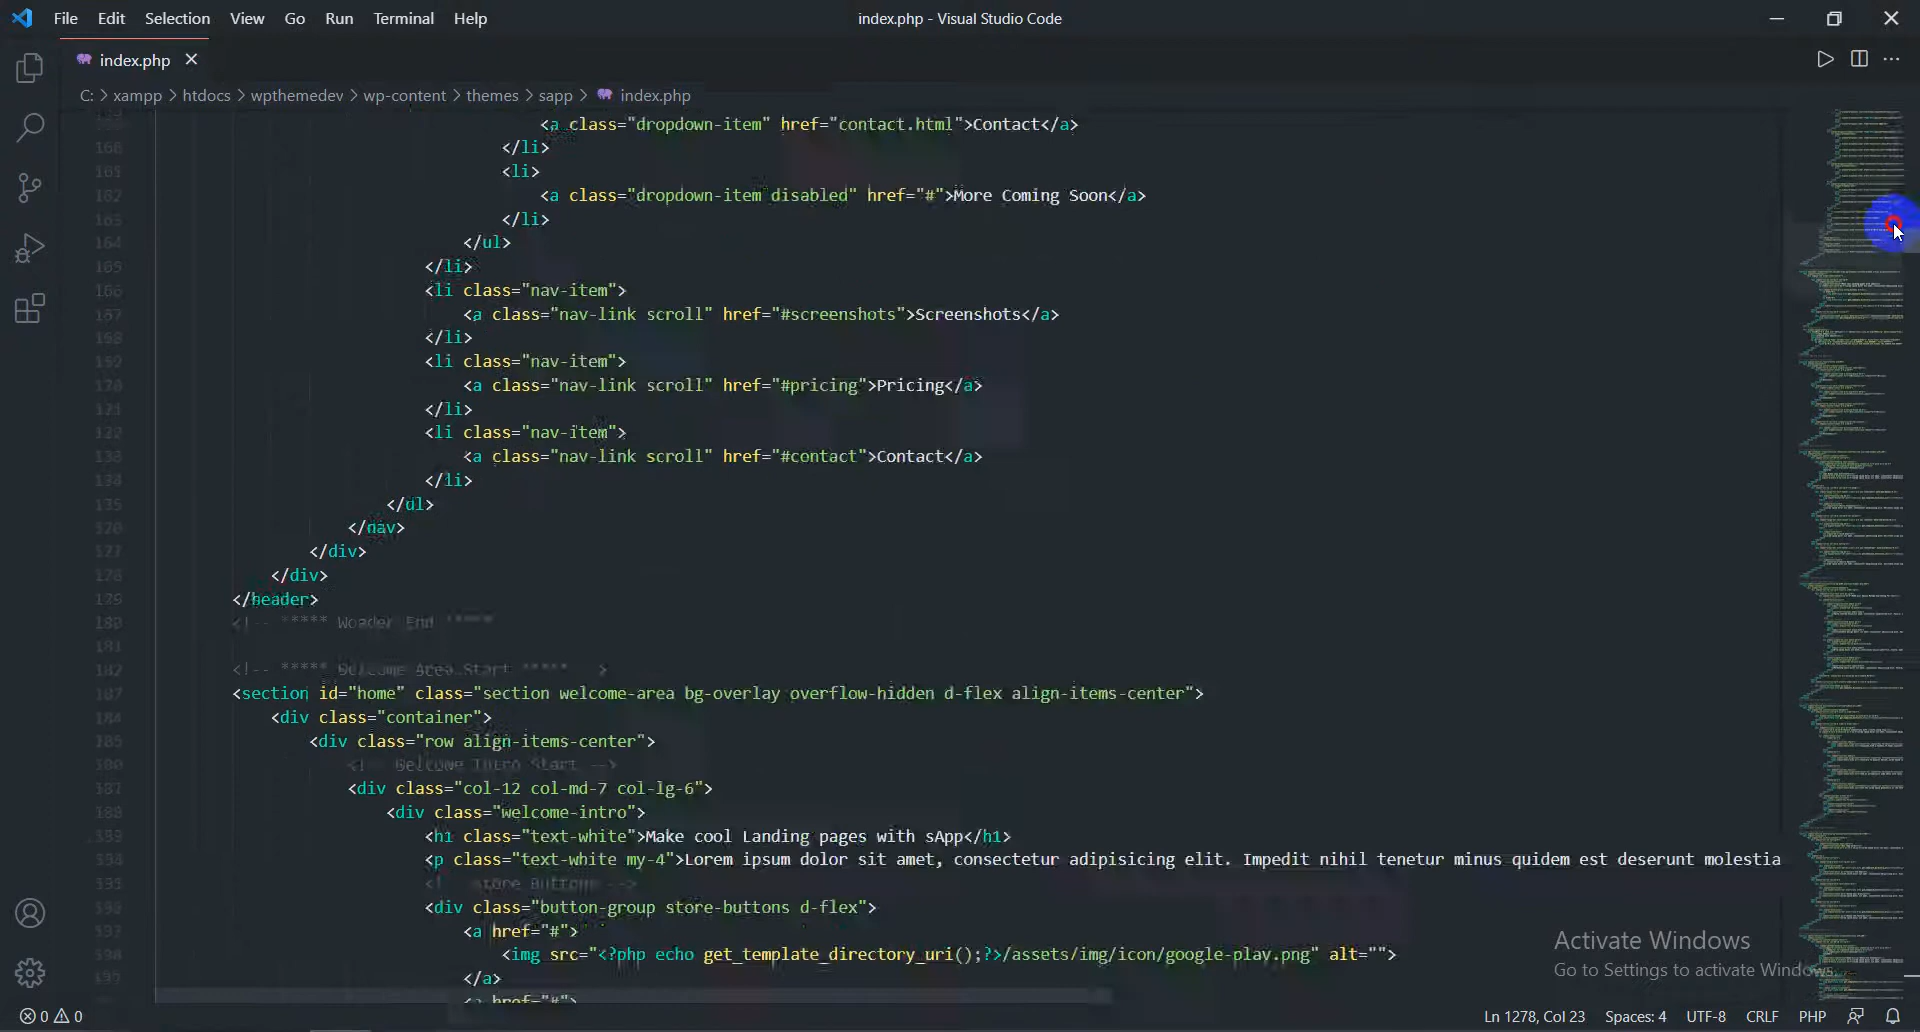 File Edit Selection View Go Run Terminal Help
index.php - Visual Studio Code
index.php
C: > xampp > htdocs > wpthemedev > wp-content > themes > sapp > index.php
<a class="dropdown-item" href="contact.html">Contact</a>
</li>
<li>
<a class="dropdown-item disabled" href="#">More Coming Soon</a>
</li>
</ul>
</li>
<li class="nav-item">
<a class="nav-link scroll" href="#screenshots">Screenshots</a>
</li>
<li class="nav-item">
<a class="nav-link scroll" href="#pricing">Pricing</a>
</li>
<li class="nav-item">
<a class="nav-link scroll" href="#contact">Contact</a>
</li>
</ul>
</nav>
</div>
</div>
</header>
<!-- ***** End *****
<!-- ***** Welcome Area Start ***** >
<section id="home" class="section welcome-area bg-overlay overflow-hidden d-flex align-items-center">
<div class="container">
<div class="row align-items-center">
Intro Start -->
<div class="col-12 col-md-7 col-lg-6">
<div class="welcome-intro">
<h1 class="text-white">Make cool Landing pages with sApp</h1>
<p class="text-white my-4">Lorem ipsum dolor sit amet, consectetur adipisicing elit. Impedit nihil tenetur minus quidem est deserunt molestia
store Buttons -->
<div class="button-group store-buttons d-flex">
<a href="#">
<img src="<?php echo get_template_directory_uri();?>/assets/img/icon/google-play.png" alt="">
</a>
<a href="#">
Activate Windows
Go to Settings to activate Windows.
0 0
Ln 1278, Col 23 Spaces: 4 UTF-8 CRLF PHP